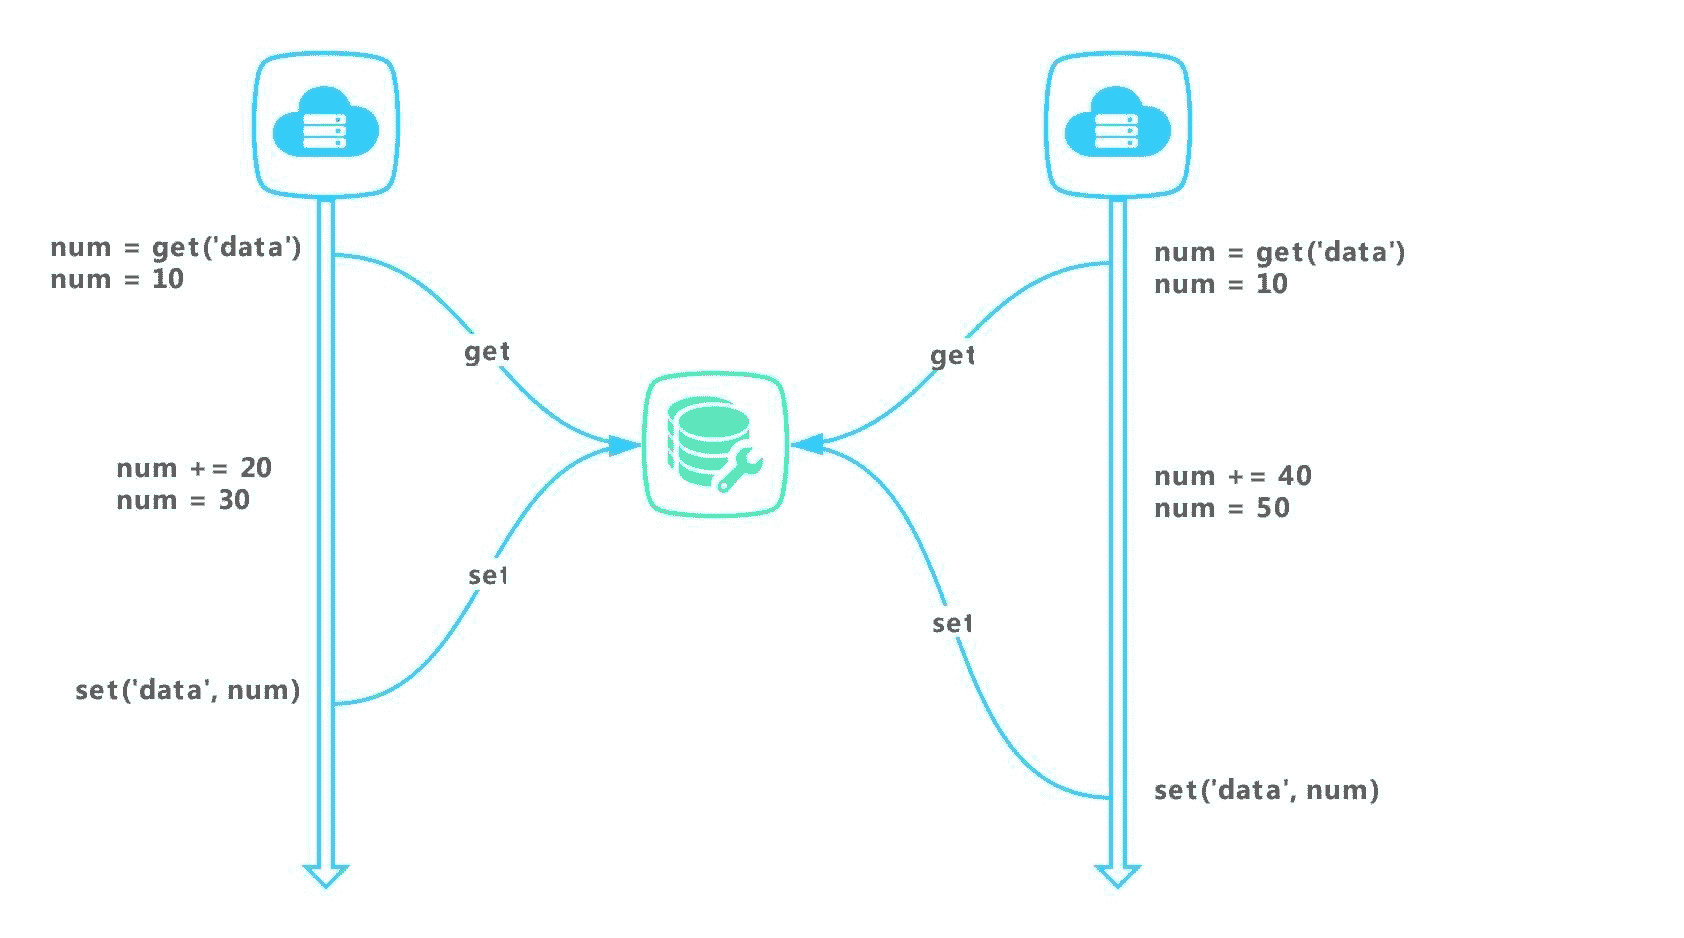 num = get('data')
num = 10
get
num += 20
num = 30
set
set('data', num)
num = get('data')
num = 10
get
num += 40
num = 50
set
set('data', num)